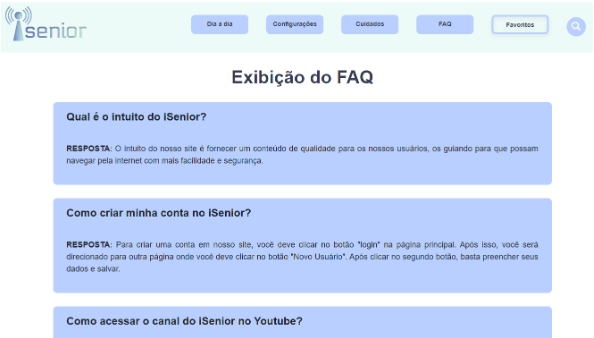 iSenior
Dia a dia Configurações Cuidados FAQ Favoritos
Exibição do FAQ
Qual é o intuito do iSenior?
RESPOSTA: O intuito do nosso site é fornecer um conteúdo de qualidade para os nossos usuários, os guiando para que possam
navegar pela internet com mais facilidade e segurança.
Como criar minha conta no iSenior?
RESPOSTA: Para criar uma conta em nosso site, você deve clicar no botão "login" na página principal. Após isso, você será
direcionado para outra página onde você deve clicar no botão "Novo Usuário". Após clicar no segundo botão, basta preencher seus
dados e salvar.
Como acessar o canal do iSenior no Youtube?